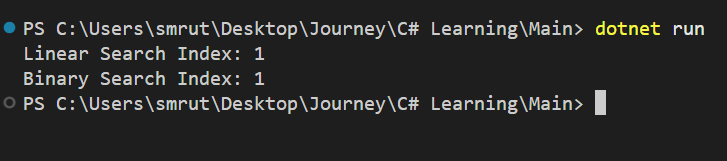 PS C:\Users\smrut\Desktop\Journey\C# Learning\Main> dotnet run
Linear Search Index: 1
Binary Search Index: 1
PS C:\Users\smrut\Desktop\Journey\C# Learning\Main>